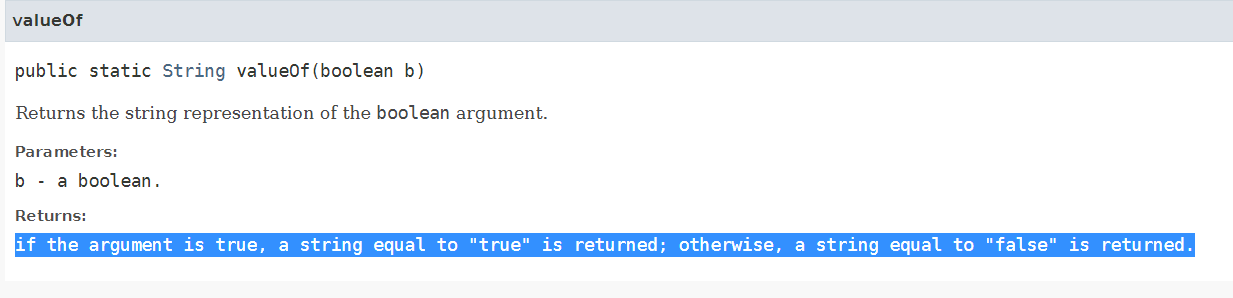 valueOf
public static String valueOf(boolean b)
Returns the string representation of the boolean argument.
Parameters:
b - a boolean.
Returns:
if the argument is true, a string equal to "true" is returned; otherwise, a string equal to "false" is returned.